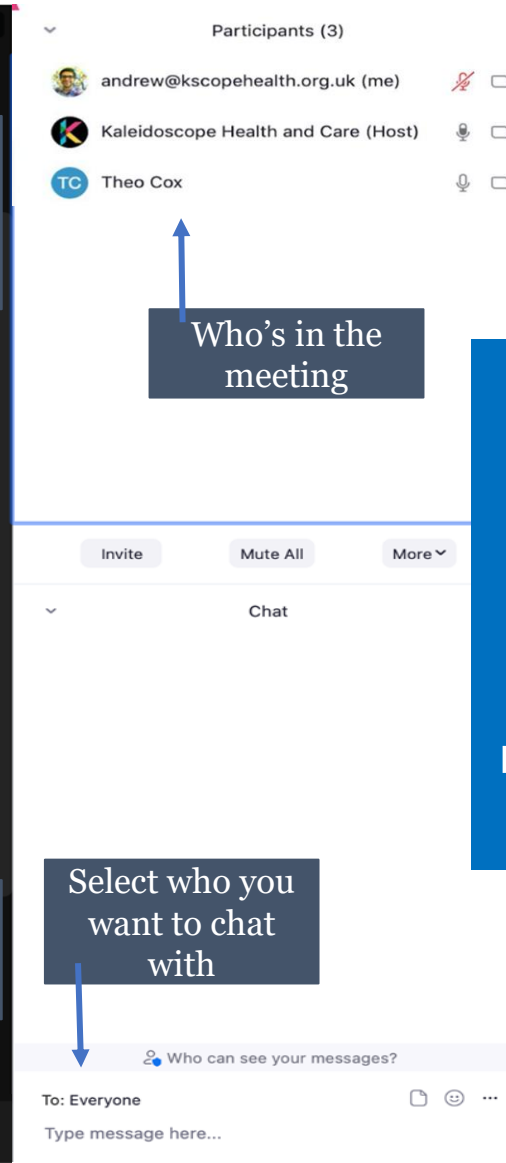 Participants (3)
andrew@kscopehealth.org.uk (me)
Kaleidoscope Health and Care (Host)
TC Theo Cox
Who's in the
meeting
Invite Mute All More
Chat
Select who you
want to chat
with
Who can see your messages?
To: Everyone
Type message here...